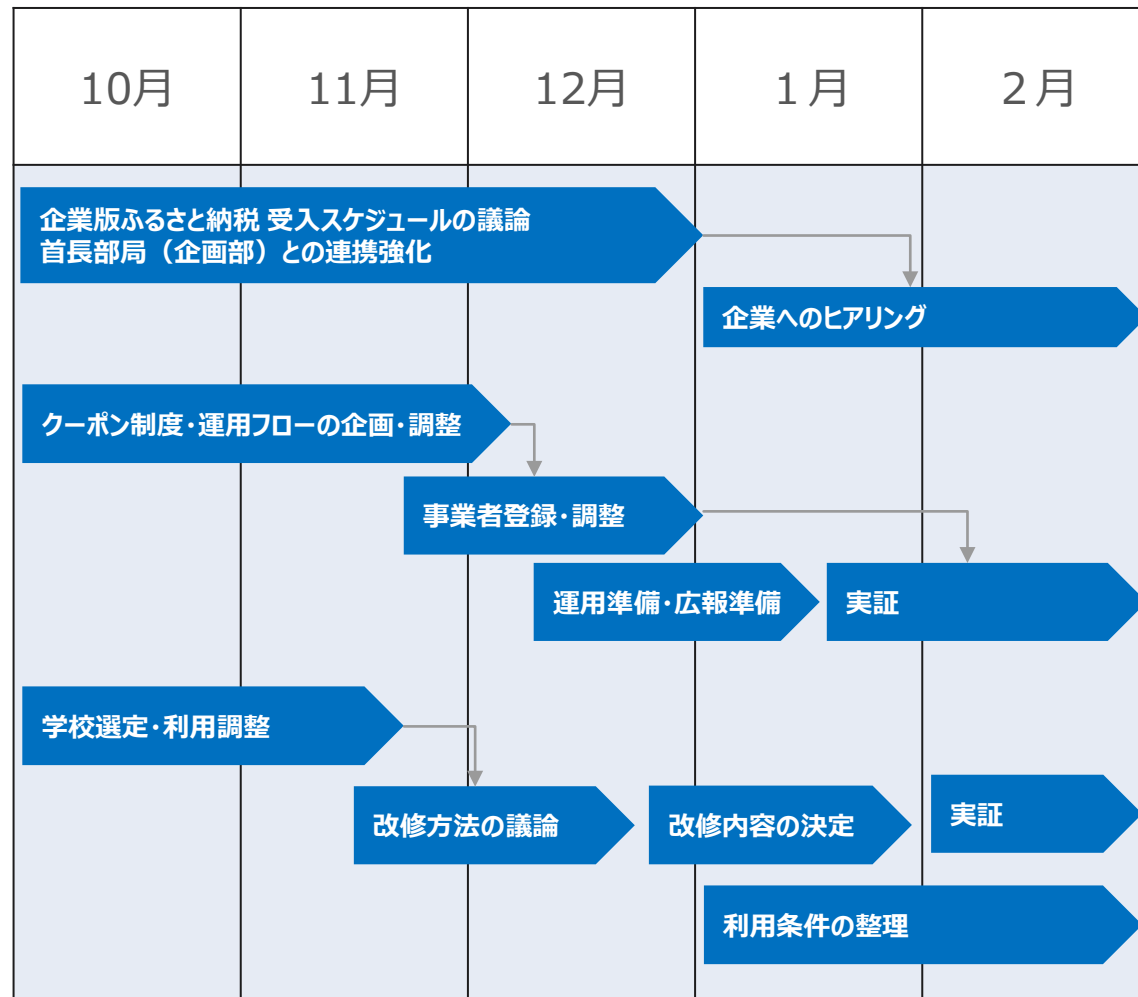 10月
11月
12月
１月
２月
企業版ふるさと納税 受入スケジュールの議論
首長部局（企画部）との連携強化
企業へのヒアリング
クーポン制度・運用フローの企画・調整
事業者登録・調整
運用準備・広報準備
実証
学校選定・利用調整
改修方法の議論
改修内容の決定
実証
利用条件の整理